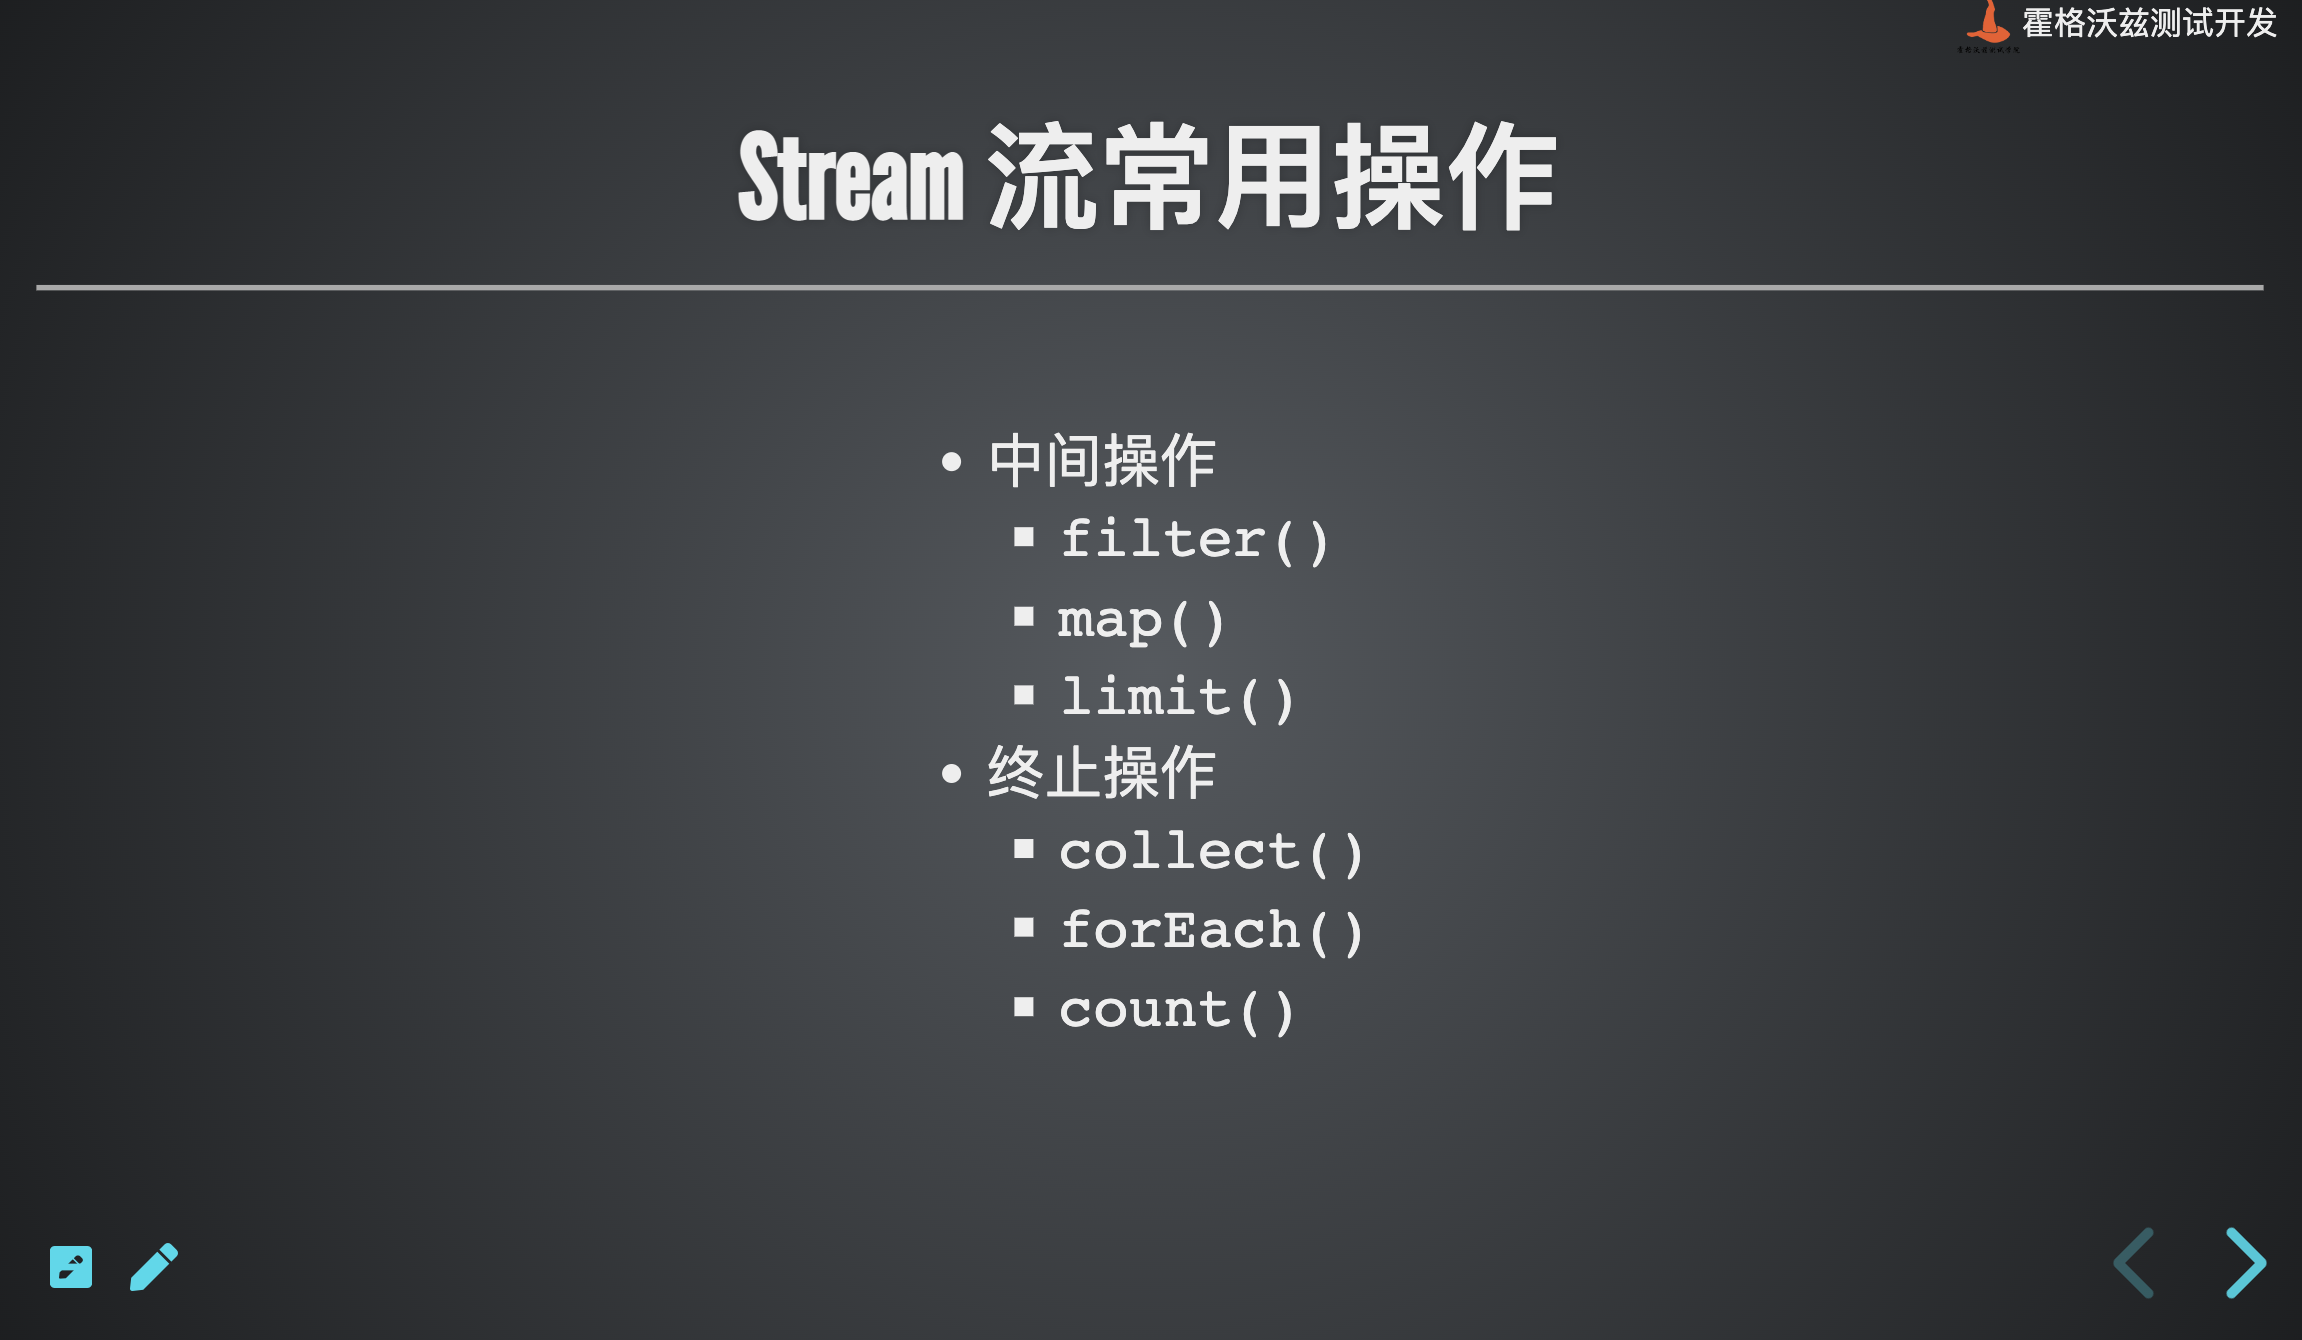 霍格沃兹测试开发
Stream 流常用操作
中间操作
filter()
map()
limit()
终止操作
collect()
forEach()
count()